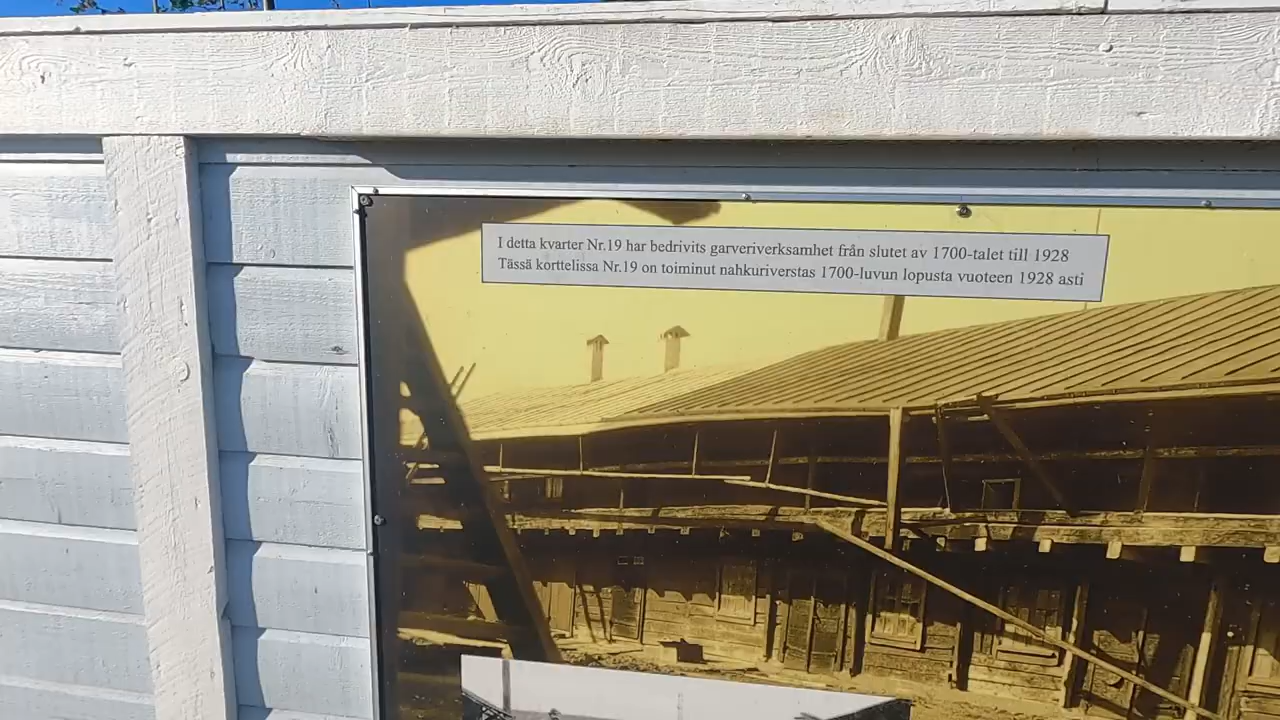 I detta kvarter Nr.19 har bedrivits garveriverksamhet från slutet av 1700-talet till 1928
Tässä korttelissa Nr.19 on toiminut nahkuriverstas 1700-luvun lopusta vuoteen 1928 asti